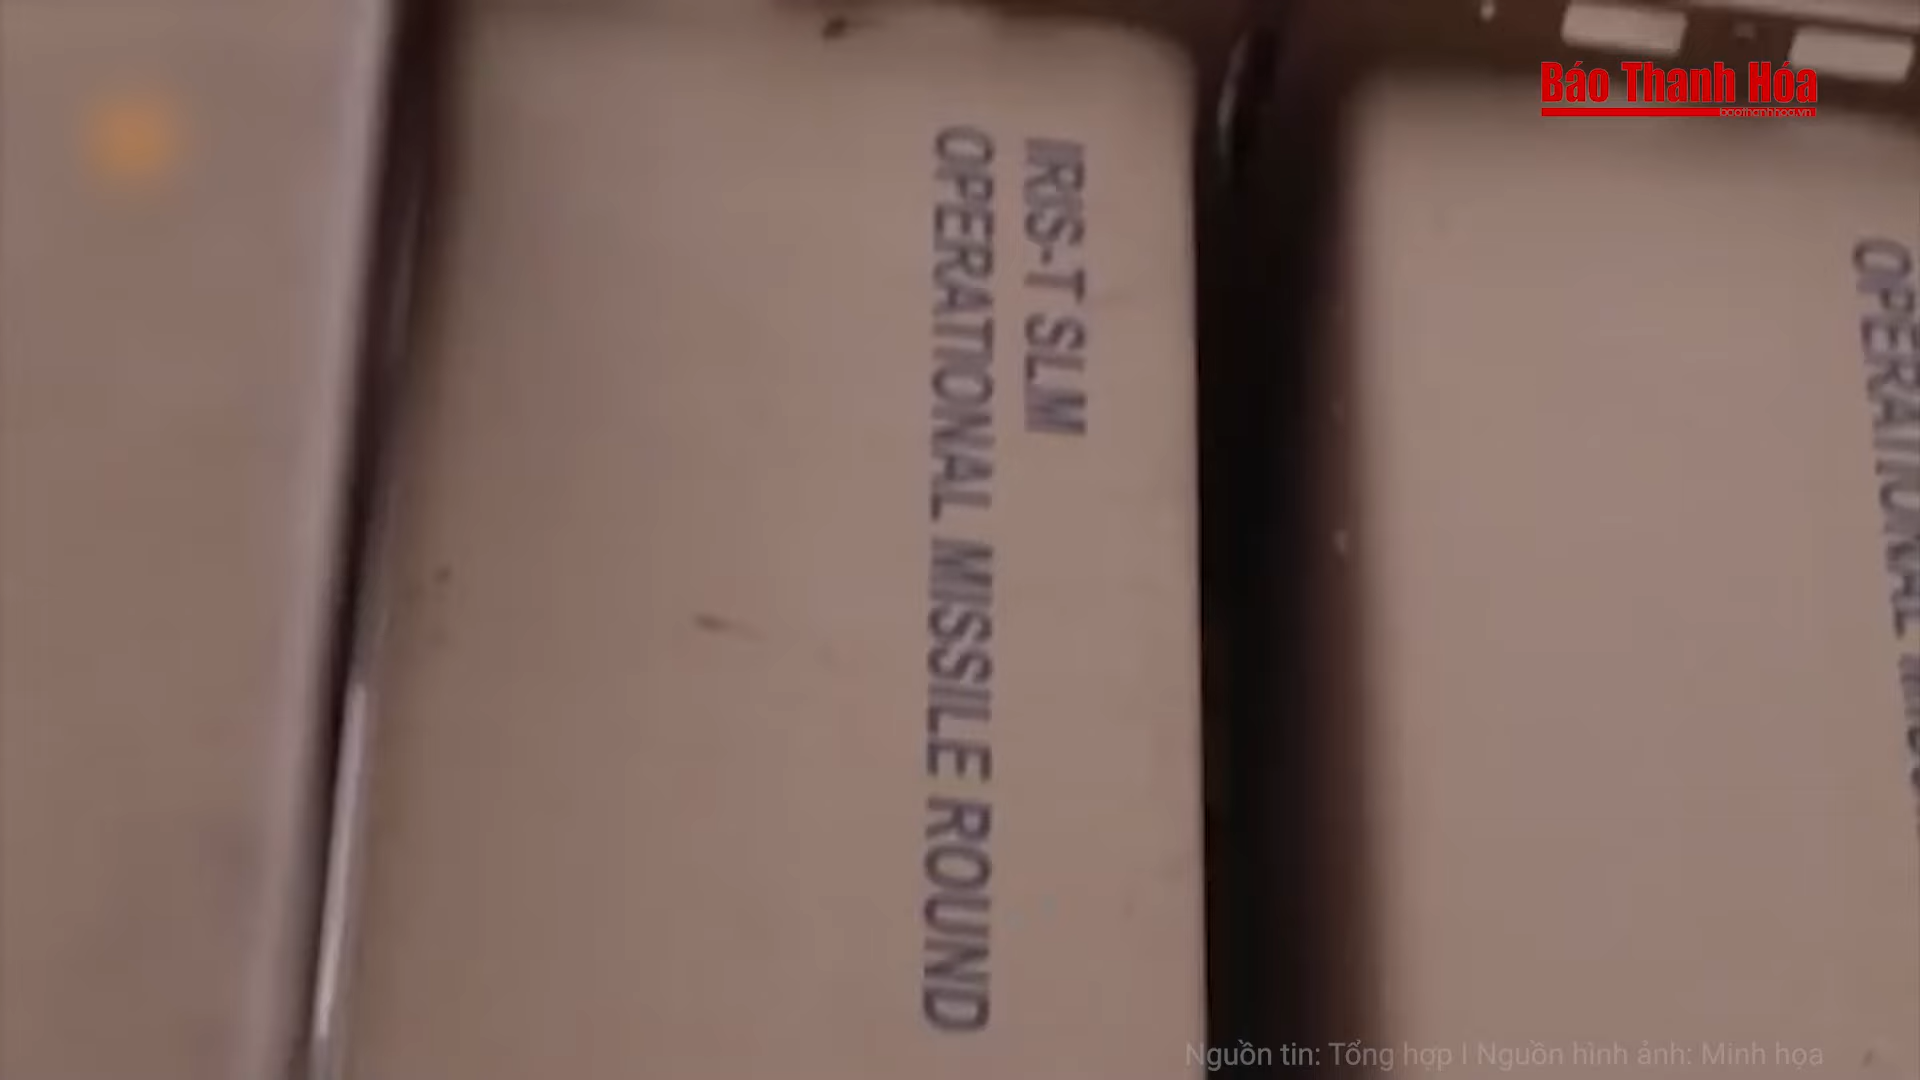 Báo Thanh Hóa
baothanhhoa.vn
IRIS-T SLM
OPERATIONAL MISSILE ROUND
OPERATIONAL
Nguồn tin: Tổng hợp I Nguồn hình ảnh: Minh họa